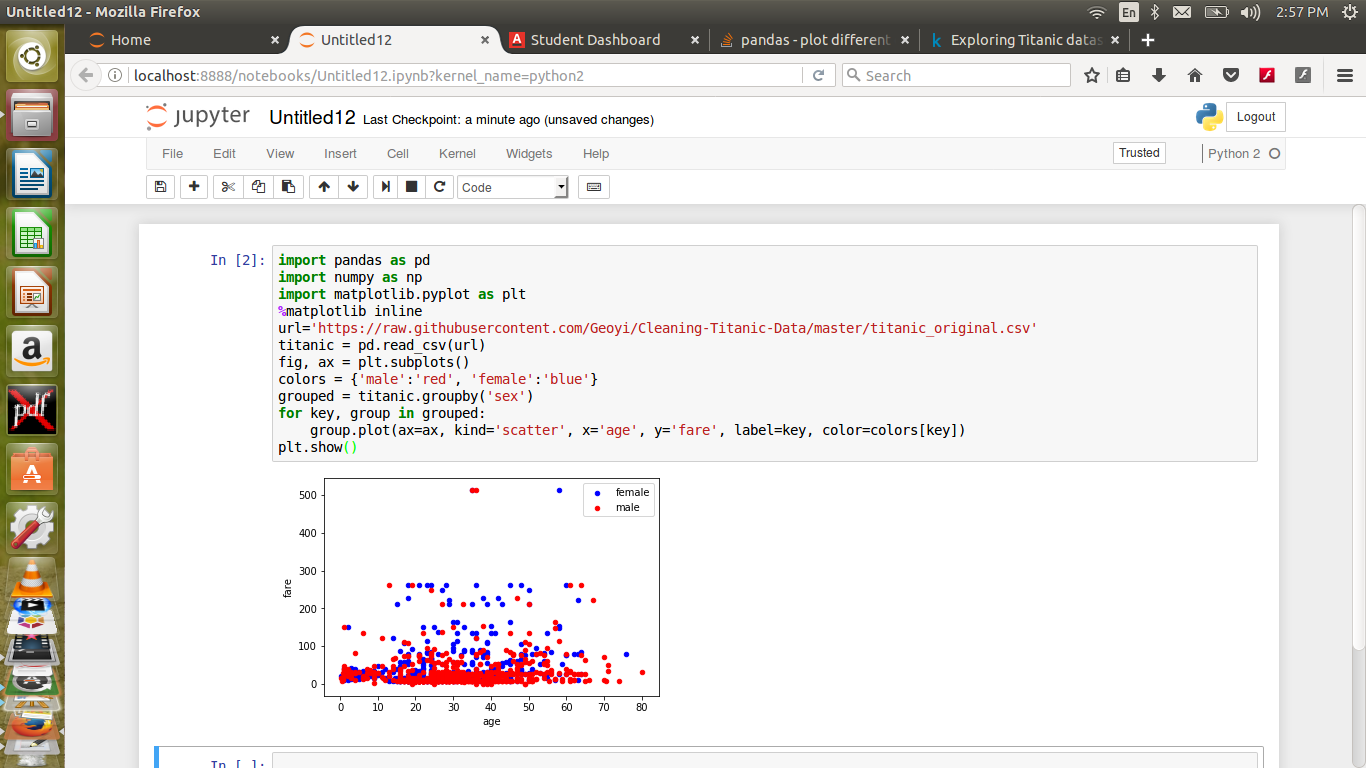 Untitled12 - Mozilla Firefox
En
2:57 PM
Home
Untitled12
Student Dashboard
pandas - plot different
Exploring Titanic datas
localhost:8888/notebooks/Untitled12.ipynb?kernel_name=python2
Search
jupyter
Untitled12
Last Checkpoint: a minute ago (unsaved changes)
Logout
File
Edit
View
Insert
Cell
Kernel
Widgets
Help
Trusted
Python 2
Code
In [2]:
import pandas as pd
import numpy as np
import matplotlib.pyplot as plt
%matplotlib inline
url='https://raw.githubusercontent.com/Geoyi/Cleaning-Titanic-Data/master/titanic_original.csv'
titanic = pd.read_csv(url)
fig, ax = plt.subplots()
colors = {'male':'red', 'female':'blue'}
grouped = titanic.groupby('sex')
for key, group in grouped:
    group.plot(ax=ax, kind='scatter', x='age', y='fare', label=key, color=colors[key])
plt.show()
female
male
500
400
300
200
100
0
fare
0 10 20 30 40 50 60 70 80
age
In [ ]:
pdf